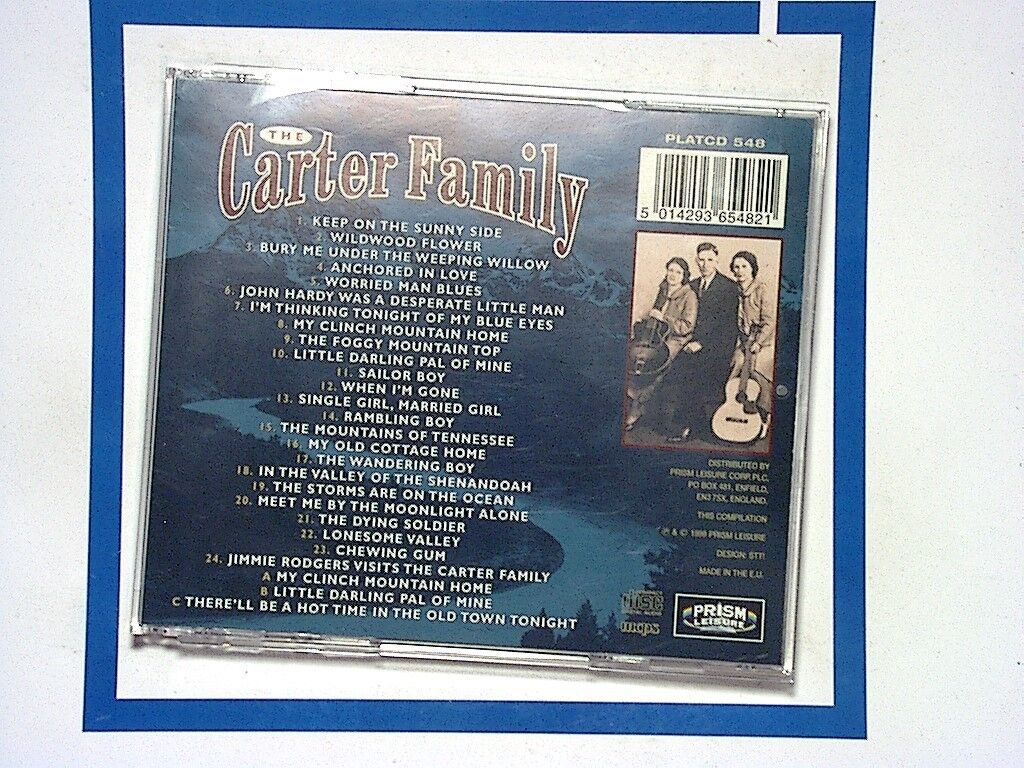 THE
Carter Family
1. KEEP ON THE SUNNY SIDE
2. WILDWOOD FLOWER
3. BURY ME UNDER THE WEEPING WILLOW
4. ANCHORED IN LOVE
5. WORRIED MAN BLUES
6. JOHN HARDY WAS A DESPERATE LITTLE MAN
7. I'M THINKING TONIGHT OF MY BLUE EYES
8. MY CLINCH MOUNTAIN HOME
9. THE FOGGY MOUNTAIN TOP
10. LITTLE DARLING PAL OF MINE
11. SAILOR BOY
12. WHEN I'M GONE
13. SINGLE GIRL, MARRIED GIRL
14. RAMBLING BOY
15. THE MOUNTAINS OF TENNESSEE
16. MY OLD COTTAGE HOME
17. THE WANDERING BOY
18. IN THE VALLEY OF THE SHENANDOAH
19. THE STORMS ARE ON THE OCEAN
20. MEET ME BY THE MOONLIGHT ALONE
21. THE DYING SOLDIER
22. LONESOME VALLEY
23. CHEWING GUM
24. JIMMIE RODGERS VISITS THE CARTER FAMILY
A MY CLINCH MOUNTAIN HOME
B LITTLE DARLING PAL OF MINE
C THERE'LL BE A HOT TIME IN THE OLD TOWN TONIGHT
PLATCD 548
5 014293 654821
DISTRIBUTED BY
PRISM LEISURE CORP. PLC,
PO BOX 481, ENFIELD,
EN3 7SX, ENGLAND.
THIS COMPILATION
℗ & © PRISM LEISURE
DESIGN: STT!
MADE IN THE E.U.
disc
mcps
PRISM
LEISURE